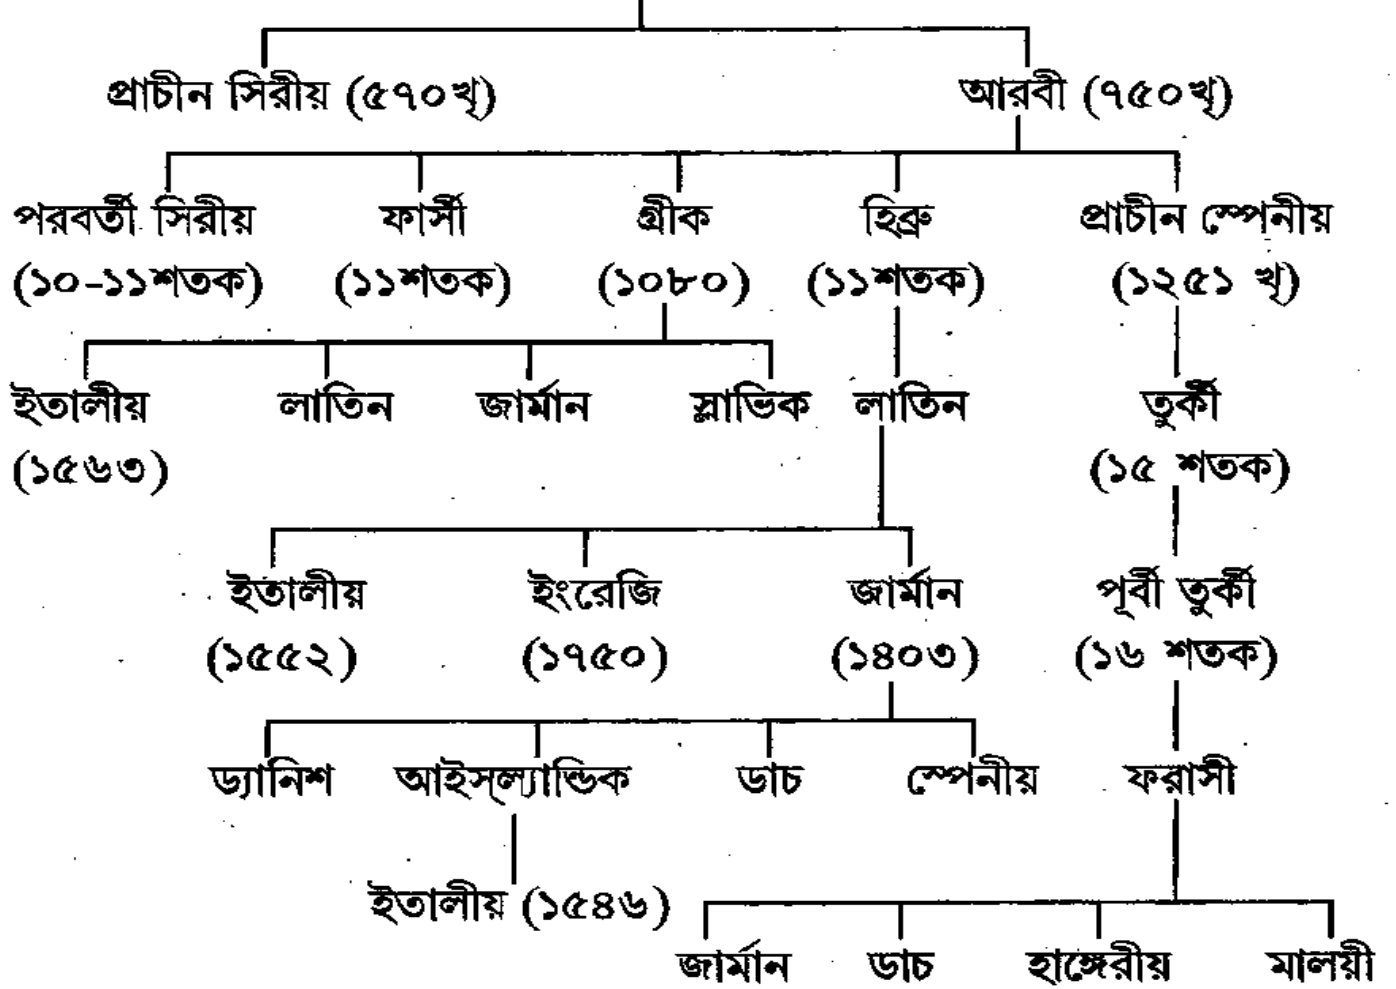 প্রাচীন সিরীয় (৫৭০খৃ) আরবী (৭৫০খৃ)
পরবর্তী সিরীয় ফার্সী গ্রীক হিব্রু প্রাচীন স্পেনীয়
(১০-১১শতক) (১১শতক) (১০৮০) (১১শতক) (১২৫১ খৃ)
ইতালীয় লাতিন জার্মান স্লাভিক লাতিন তুর্কী
(১৫৬৩) (১৫ শতক)
ইতালীয় ইংরেজি জার্মান পূর্বী তুর্কী
(১৫৫২) (১৭৫০) (১৪০৩) (১৬ শতক)
ড্যানিশ আইস্‌ল্যান্ডিক ডাচ স্পেনীয় ফরাসী
ইতালীয় (১৫৪৬)
জার্মান ডাচ হাঙ্গেরীয় মালয়ী